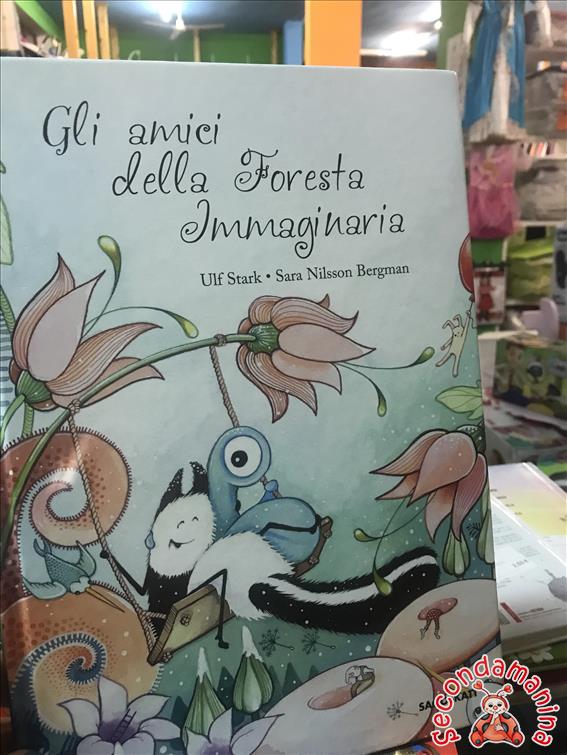 Gli amici
della Foresta
Immaginaria
Ulf Stark • Sara Nilsson Bergman
secondamanina